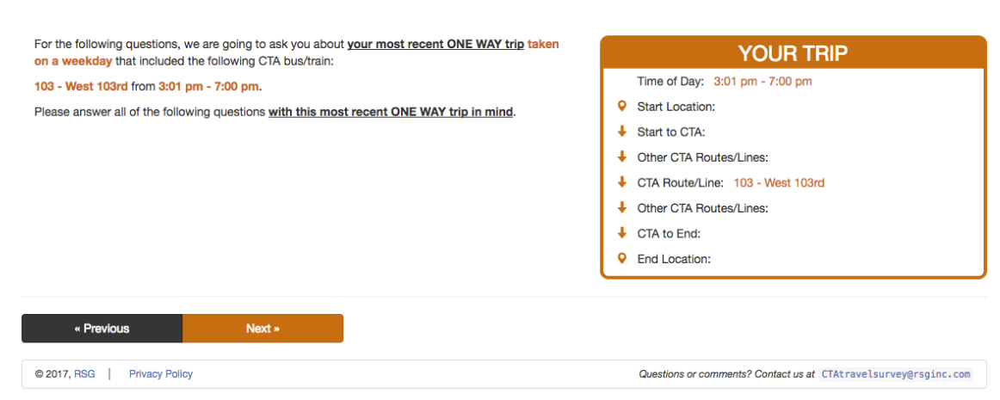 For the following questions, we are going to ask you about your most recent ONE WAY trip taken
on a weekday that included the following CTA bus/train:
103 - West 103rd from 3:01 pm - 7:00 pm.
Please answer all of the following questions with this most recent ONE WAY trip in mind.
YOUR TRIP
Time of Day: 3:01 pm - 7:00 pm
Start Location:
Start to CTA:
Other CTA Routes/Lines:
CTA Route/Line: 103 - West 103rd
Other CTA Routes/Lines:
CTA to End:
End Location:
« Previous
Next »
© 2017, RSG | Privacy Policy
Questions or comments? Contact us at CTAtravelsurvey@rsginc.com